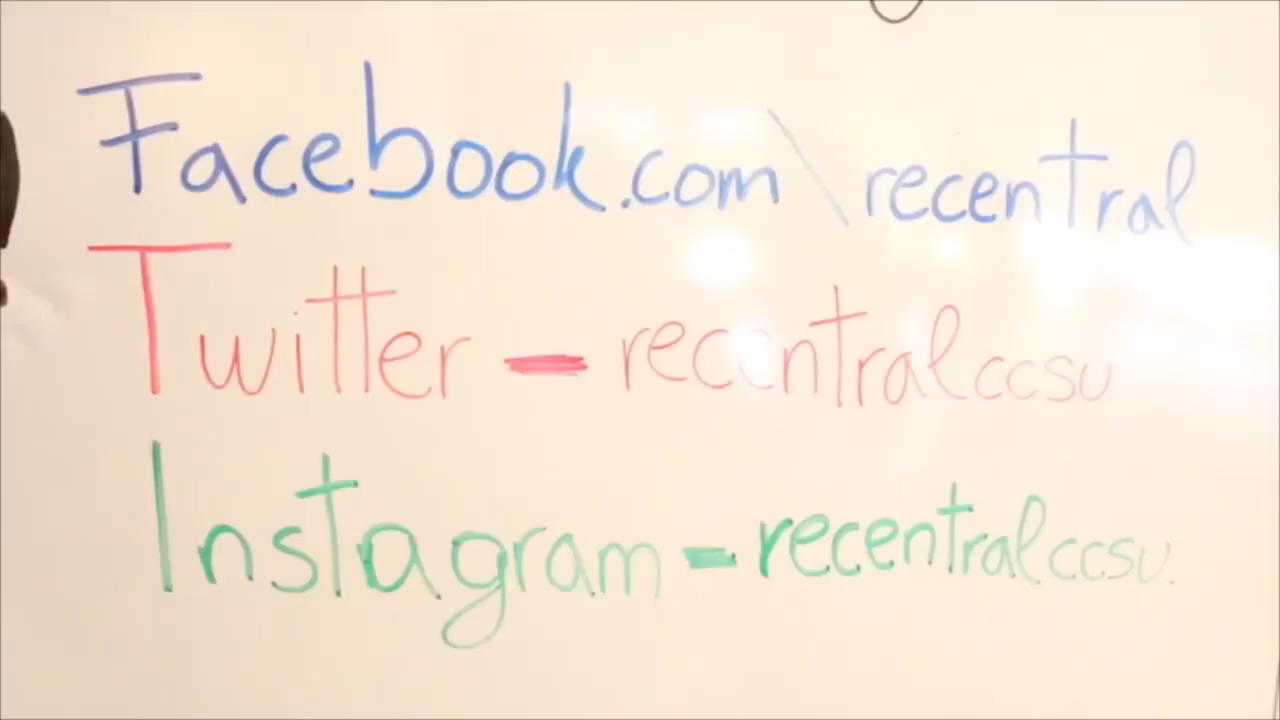 Facebook.com\recentral
Twitter - recentralccsu
Instagram - recentralccsu.